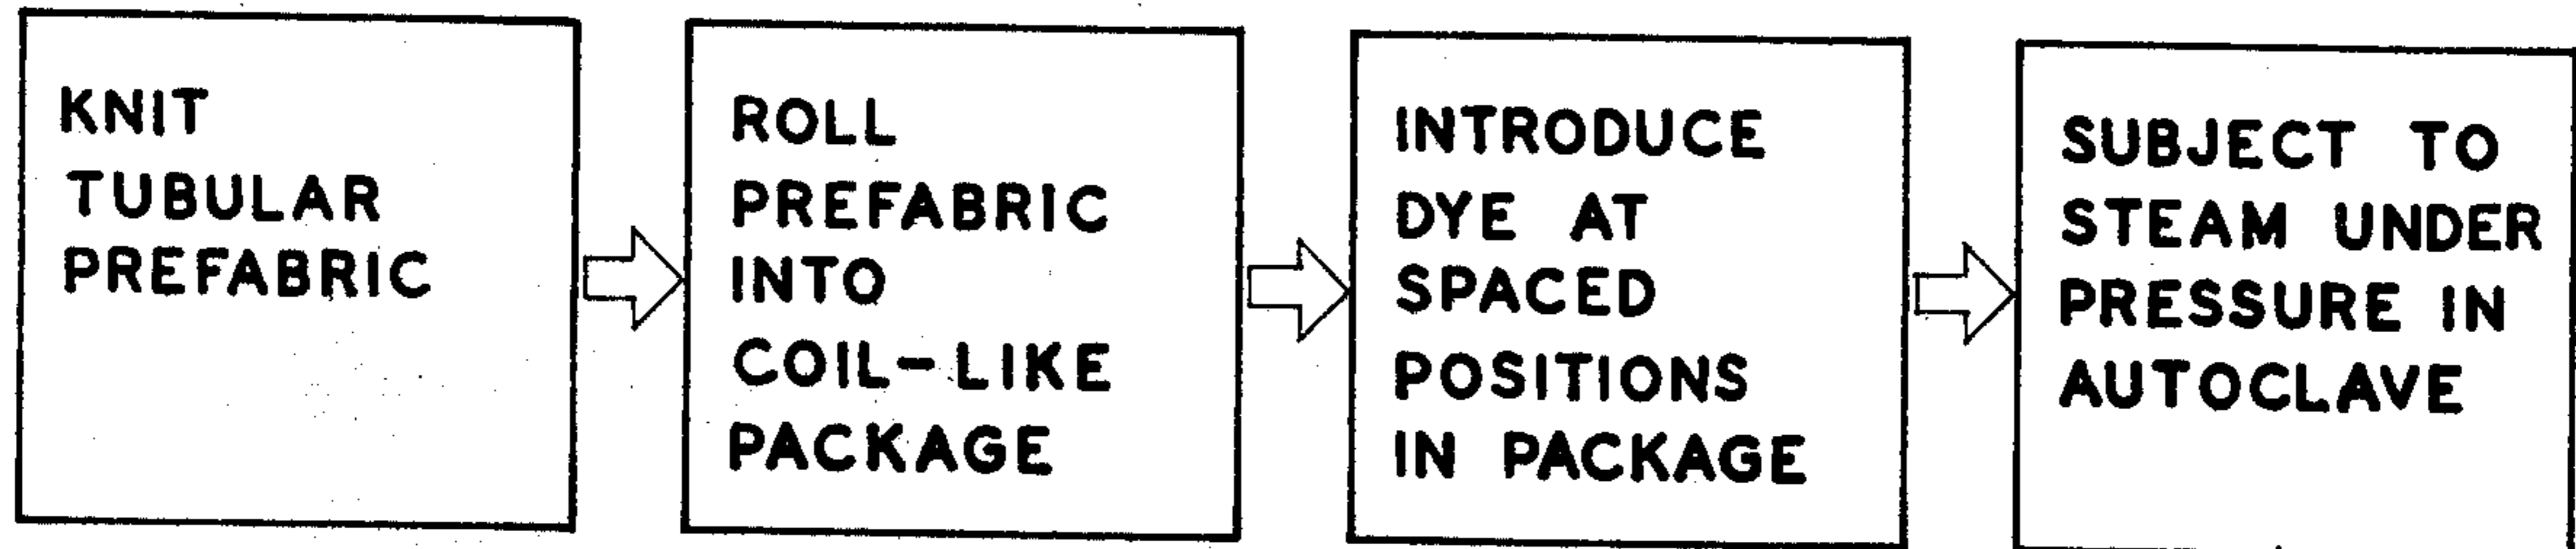 KNIT
TUBULAR
PREFABRIC
ROLL
PREFABRIC
INTO
COIL-LIKE
PACKAGE
INTRODUCE
DYE AT
SPACED
POSITIONS
IN PACKAGE
SUBJECT TO
STEAM UNDER
PRESSURE IN
AUTOCLAVE